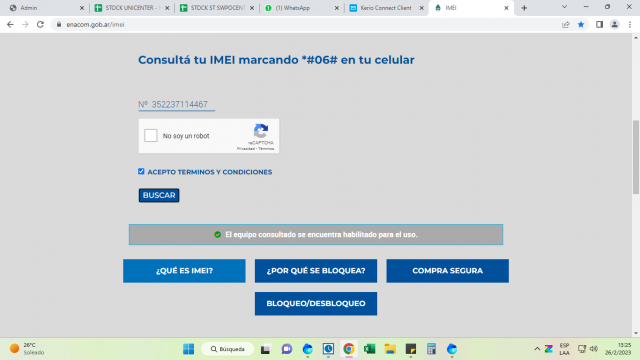 Admin
STOCK UNICENTER -
STOCK ST SWPOCENT
(1) WhatsApp
Kerio Connect Client
IMEI
enacom.gob.ar/imei
Consultá tu IMEI marcando *#06# en tu celular
Nº 352237114467
No soy un robot
reCAPTCHA
Privacidad - Términos
ACEPTO TERMINOS Y CONDICIONES
BUSCAR
El equipo consultado se encuentra habilitado para el uso.
¿QUÉ ES IMEI?
¿POR QUÉ SE BLOQUEA?
COMPRA SEGURA
BLOQUEO/DESBLOQUEO
26°C
Soleado
Búsqueda
ESP
LAA
13:25
26/2/2023